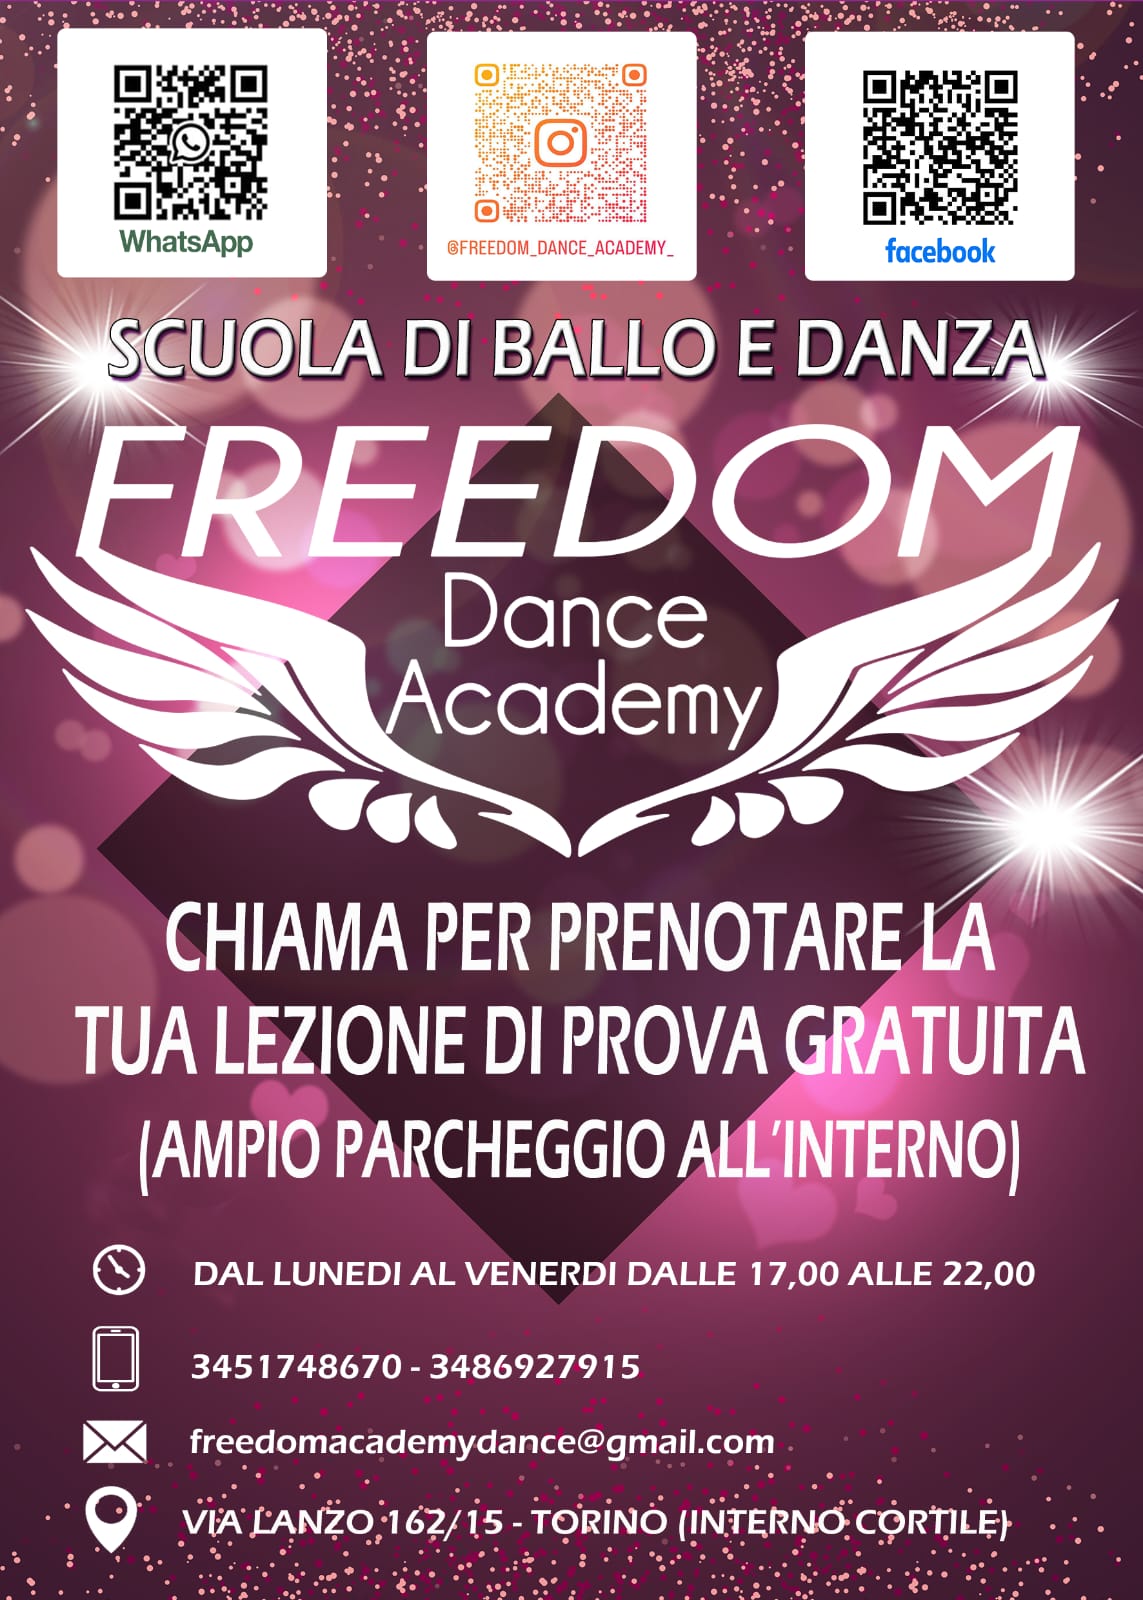 WhatsApp
@FREEDOM_DANCE_ACADEMY_
facebook
SCUOLA DI BALLO E DANZA
FREEDOM
Dance
Academy
CHIAMA PER PRENOTARE LA
TUA LEZIONE DI PROVA GRATUITA
(AMPIO PARCHEGGIO ALL'INTERNO)
DAL LUNEDI AL VENERDI DALLE 17,00 ALLE 22,00
3451748670 - 3486927915
freedomacademydance@gmail.com
VIA LANZO 162/15 - TORINO (INTERNO CORTILE)